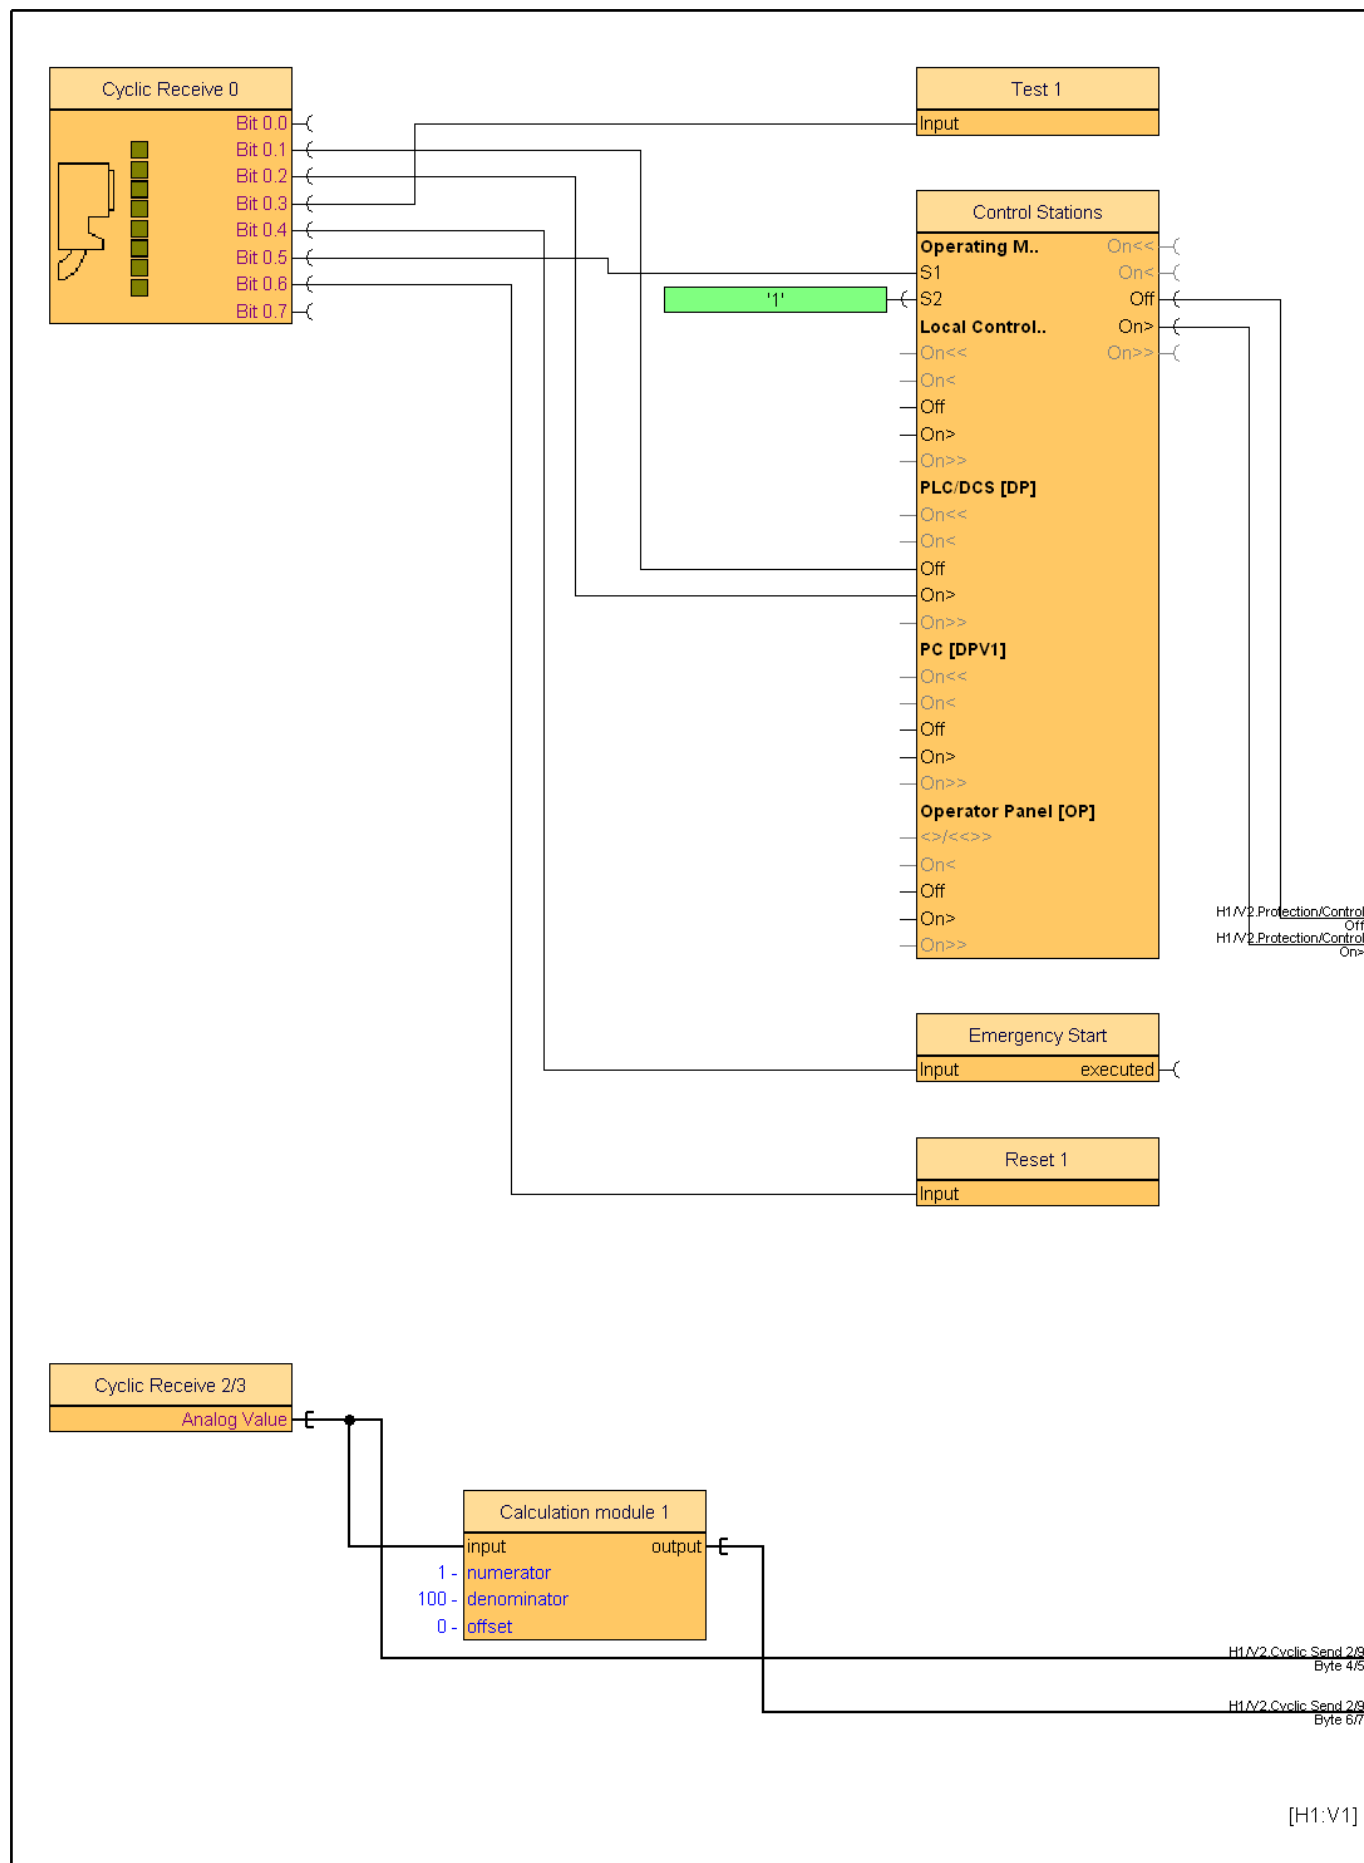 Cyclic Receive 0
Bit 0.0
Bit 0.1
Bit 0.2
Bit 0.3
Bit 0.4
Bit 0.5
Bit 0.6
Bit 0.7
Test 1
Input
Control Stations
Operating M.. On<<
S1 On<
'1' S2 Off
Local Control.. On>
On<< On>>
On<
Off
On>
On>>
PLC/DCS [DP]
On<<
On<
Off
On>
On>>
PC [DPV1]
On<<
On<
Off
On>
On>>
Operator Panel [OP]
<>/<<>>
On<
Off
On>
On>>
H1/V2.Protection/Control
Off
H1/V2.Protection/Control
On>
Emergency Start
Input executed
Reset 1
Input
Cyclic Receive 2/3
Analog Value
Calculation module 1
input output
1 - numerator
100 - denominator
0 - offset
H1/V2.Cyclic Send 2/9
Byte 4/5
H1/V2.Cyclic Send 2/9
Byte 6/7
[H1:V1]